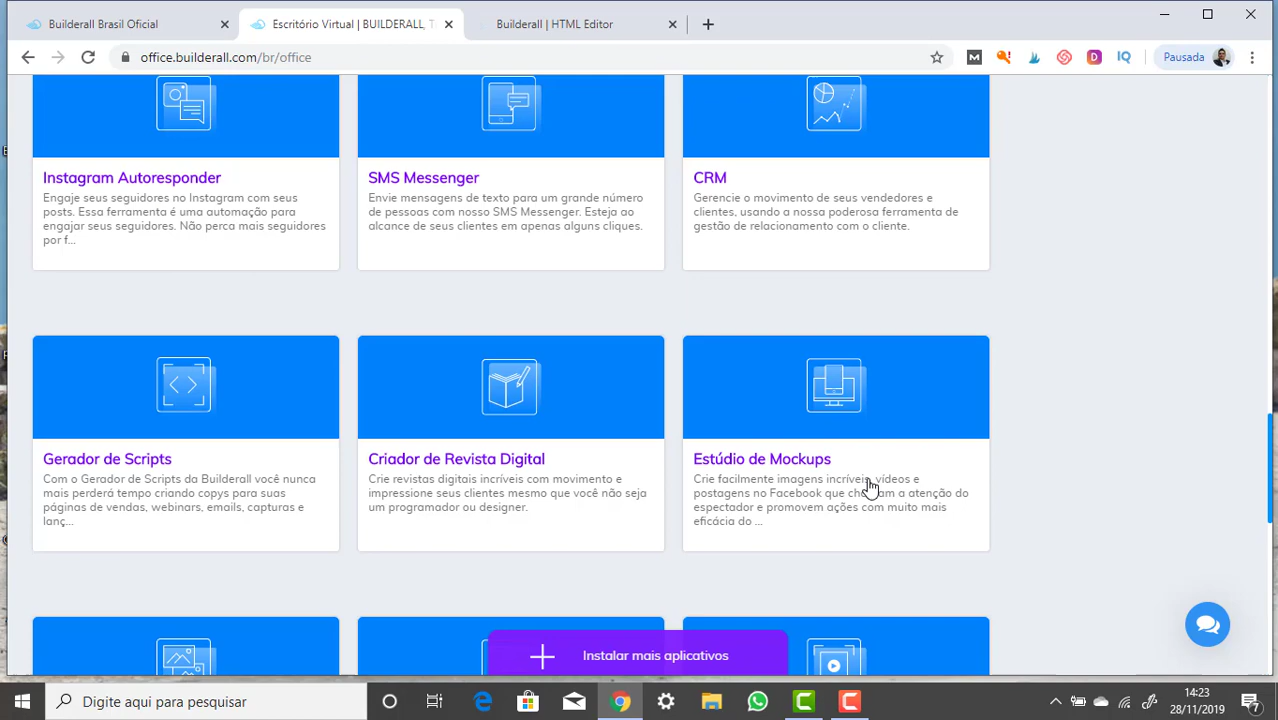 Builderall Brasil Oficial
Escritório Virtual | BUILDERALL, T
Builderall | HTML Editor
office.builderall.com/br/office
M
D
IQ
Pausada
Instagram Autoresponder
Engaje seus seguidores no Instagram com seus
posts. Essa ferramenta é uma automação para
engajar seus seguidores. Não perca mais seguidores
por f...
SMS Messenger
Envie mensagens de texto para um grande número
de pessoas com nosso SMS Messenger. Esteja ao
alcance de seus clientes em apenas alguns cliques.
CRM
Gerencie o movimento de seus vendedores e
clientes, usando a nossa poderosa ferramenta de
gestão de relacionamento com o cliente.
Gerador de Scripts
Com o Gerador de Scripts da Builderall você nunca
mais perderá tempo criando copys para suas
páginas de vendas, webinars, emails, capturas e
lanç...
Criador de Revista Digital
Crie revistas digitais incríveis com movimento e
impressione seus clientes mesmo que você não seja
um programador ou designer.
Estúdio de Mockups
Crie facilmente imagens incríveis, vídeos e
postagens no Facebook que chamam a atenção do
espectador e promovem ações com muito mais
eficácia do ...
Instalar mais aplicativos
Digite aqui para pesquisar
14:23
28/11/2019
7